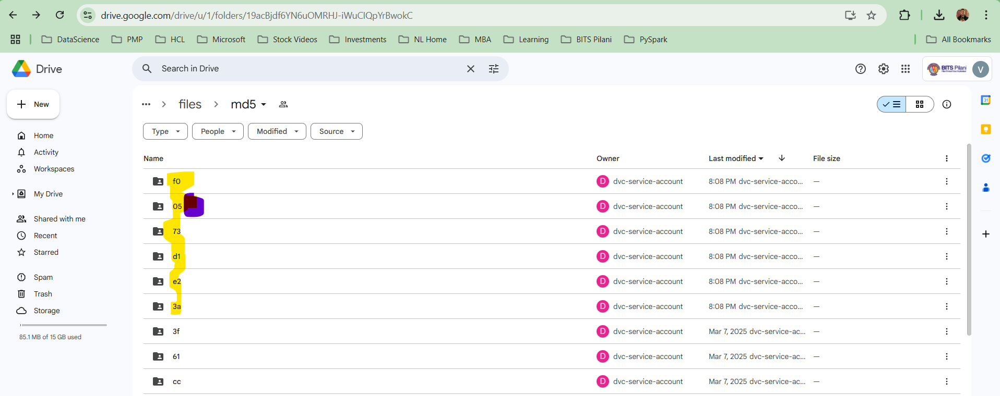 drive.google.com/drive/u/1/folders/19acBjdf6YN6uOMRHJ-iWuCIQpYrBwokC
DataScience PMP HCL Microsoft Stock Videos Investments NL Home MBA Learning BITS Pilani PySpark All Bookmarks
Drive Search in Drive BITS Pilani V
New
files md5
Type People Modified Source
Home
Activity
Workspaces
My Drive
Shared with me
Recent
Starred
Spam
Trash
Storage
85.1 MB of 15 GB used
Name Owner Last modified File size
f0 D dvc-service-account 8:08 PM dvc-service-acco... —
05 D dvc-service-account 8:08 PM dvc-service-acco... —
73 D dvc-service-account 8:08 PM dvc-service-acco... —
d1 D dvc-service-account 8:08 PM dvc-service-acco... —
e2 D dvc-service-account 8:08 PM dvc-service-acco... —
3a D dvc-service-account 8:08 PM dvc-service-acco... —
3f D dvc-service-account Mar 7, 2025 dvc-service-ac... —
61 D dvc-service-account Mar 7, 2025 dvc-service-ac... —
cc D dvc-service-account Mar 7, 2025 dvc-service-ac... —
31